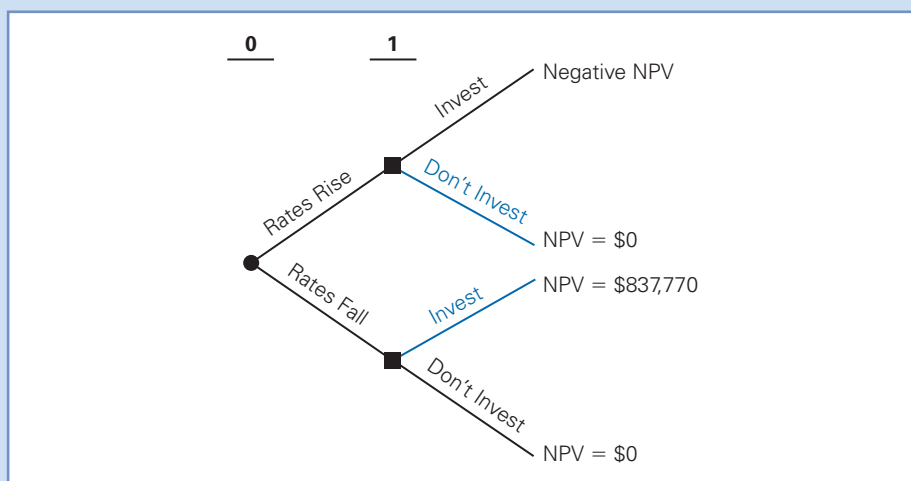 0 1
Invest
Negative NPV
Don't Invest
Rates Rise
NPV = $0
Rates Fall
Invest
NPV = $837,770
Don't Invest
NPV = $0